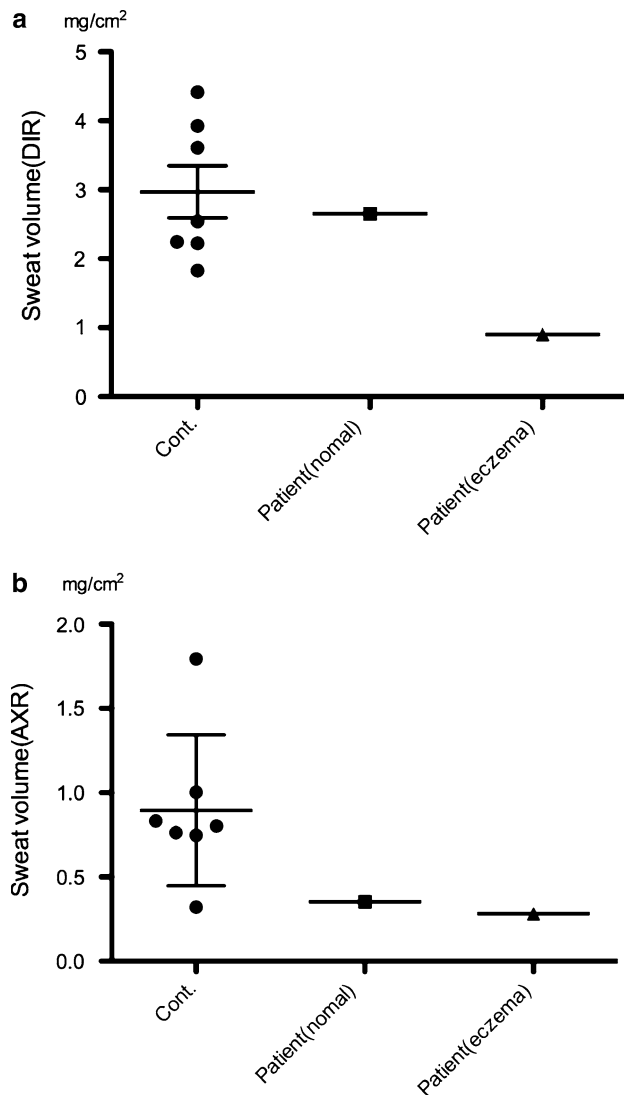 a
mg/cm²
Sweat volume(DIR)
5
4
3
2
1
0
Cont.
Patient(nomal)
Patient(eczema)
b
mg/cm²
Sweat volume(AXR)
2.0
1.5
1.0
0.5
0.0
Cont.
Patient(nomal)
Patient(eczema)